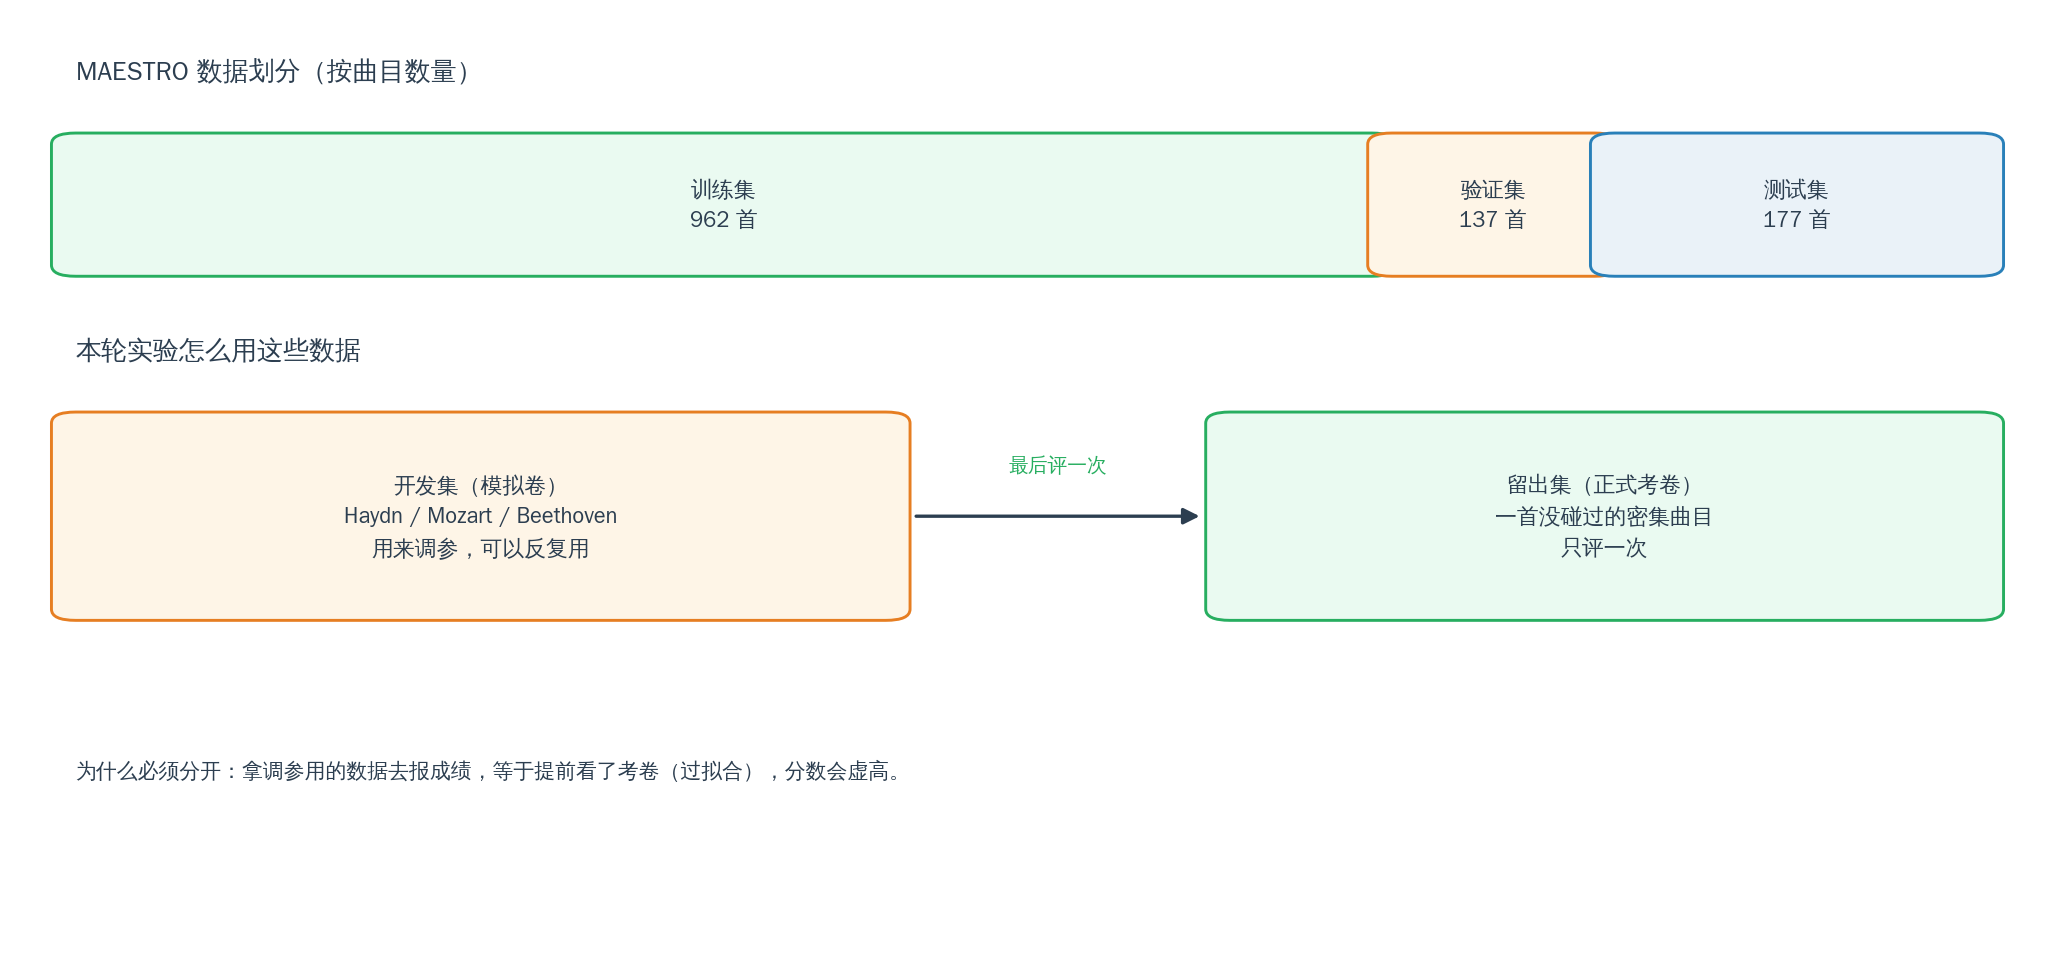 MAESTRO 数据划分（按曲目数量）
训练集
962 首
验证集
137 首
测试集
177 首
本轮实验怎么用这些数据
开发集（模拟卷）
Haydn / Mozart / Beethoven
用来调参，可以反复用
最后评一次
留出集（正式考卷）
一首没碰过的密集曲目
只评一次
为什么必须分开：拿调参用的数据去报成绩，等于提前看了考卷（过拟合），分数会虚高。